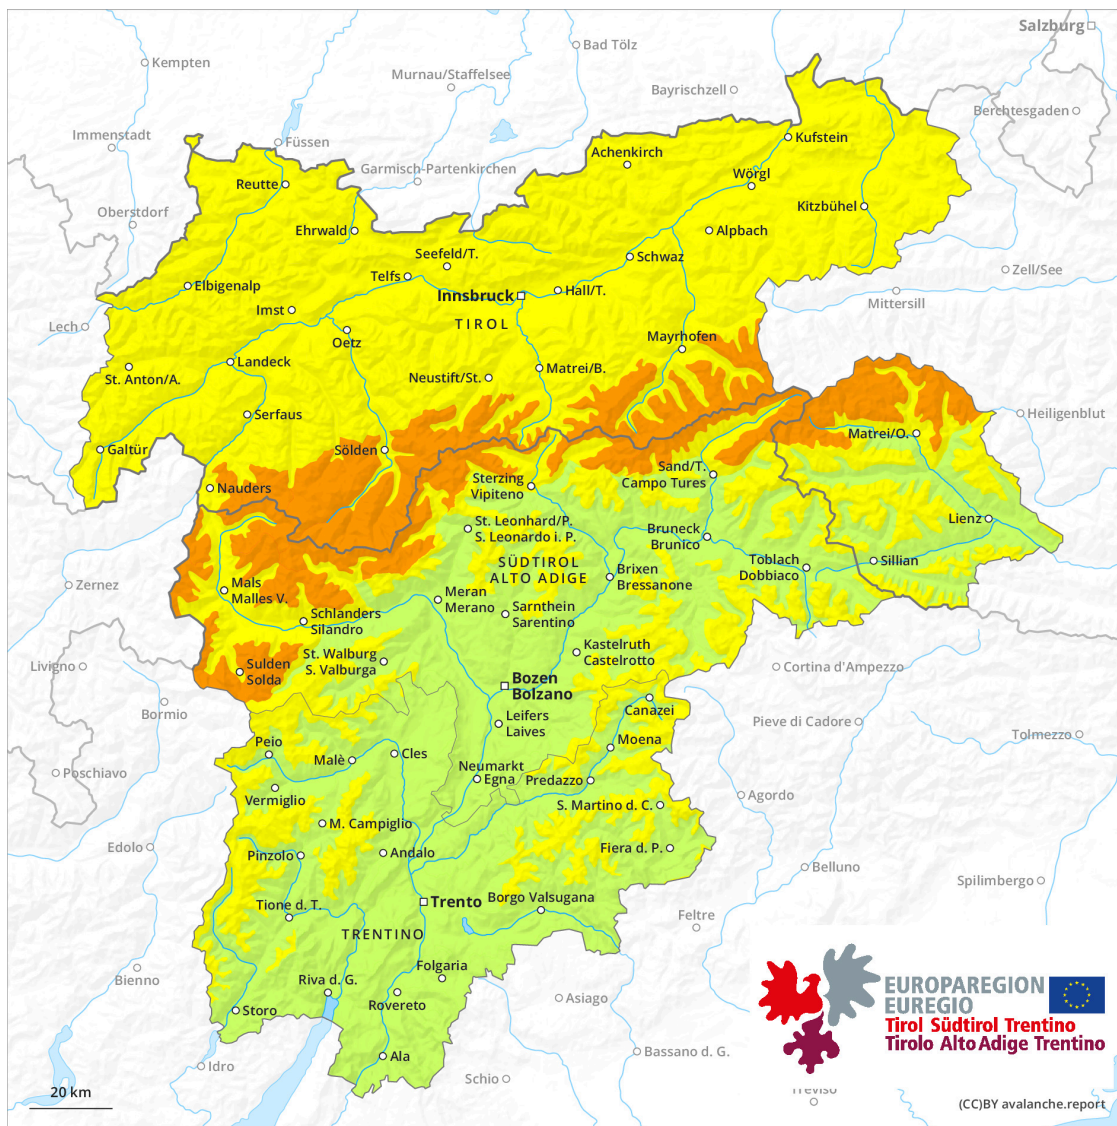 Salzburg
Bad Tölz
Kempten
Murnau/Staffelsee
Bayrischzell
Berchtesgaden
Immenstadt
Füssen
Kufstein
Achenkirch
Garmisch-Partenkirchen
Wörgl
Reutte
Oberstdorf
Kitzbühel
Ehrwald
Alpbach
Seefeld/T.
Schwaz
Telfs
Zell/See
Elbigenalp
Hall/T.
Innsbruck
Mittersill
Imst
TIROL
Lech
Oetz
Mayrhofen
Landeck
Matrei/B.
St. Anton/A.
Neustift/St.
Serfaus
Heiligenblut
Matrei/O.
Galtür
Sölden
Sand/T.
Campo Tures
Sterzing
Vipiteno
Nauders
St. Leonhard/P.
S. Leonardo i. P.
Lienz
Bruneck
Brunico
SÜDTIROL
ALTO ADIGE
Toblach
Dobbiaco
Sillian
Zernez
Mals
Malles V.
Brixen
Bressanone
Meran
Merano
Schlanders
Silandro
Sarnthein
Sarentino
Kastelruth
Castelrotto
Livigno
Sulden
Solda
St. Walburg
S. Valburga
Cortina d'Ampezzo
Bozen
Bolzano
Bormio
Canazei
Leifers
Laives
Pieve di Cadore
Tolmezzo
Peio
Moena
Malè
Cles
Poschiavo
Neumarkt
Egna
Predazzo
Vermiglio
Agordo
S. Martino d. C.
M. Campiglio
Edolo
Pinzolo
Andalo
Fiera d. P.
Belluno
Spilimbergo
Tione d. T.
Trento
Borgo Valsugana
Feltre
TRENTINO
Bienno
Folgaria
Riva d. G.
Rovereto
Asiago
Storo
EUROPAREGION
EUREGIO
Tirol Südtirol Trentino
Tirolo Alto Adige Trentino
Ala
Bassano d. G.
Idro
Schio
Treviso
20 km
(CC)BY avalanche.report